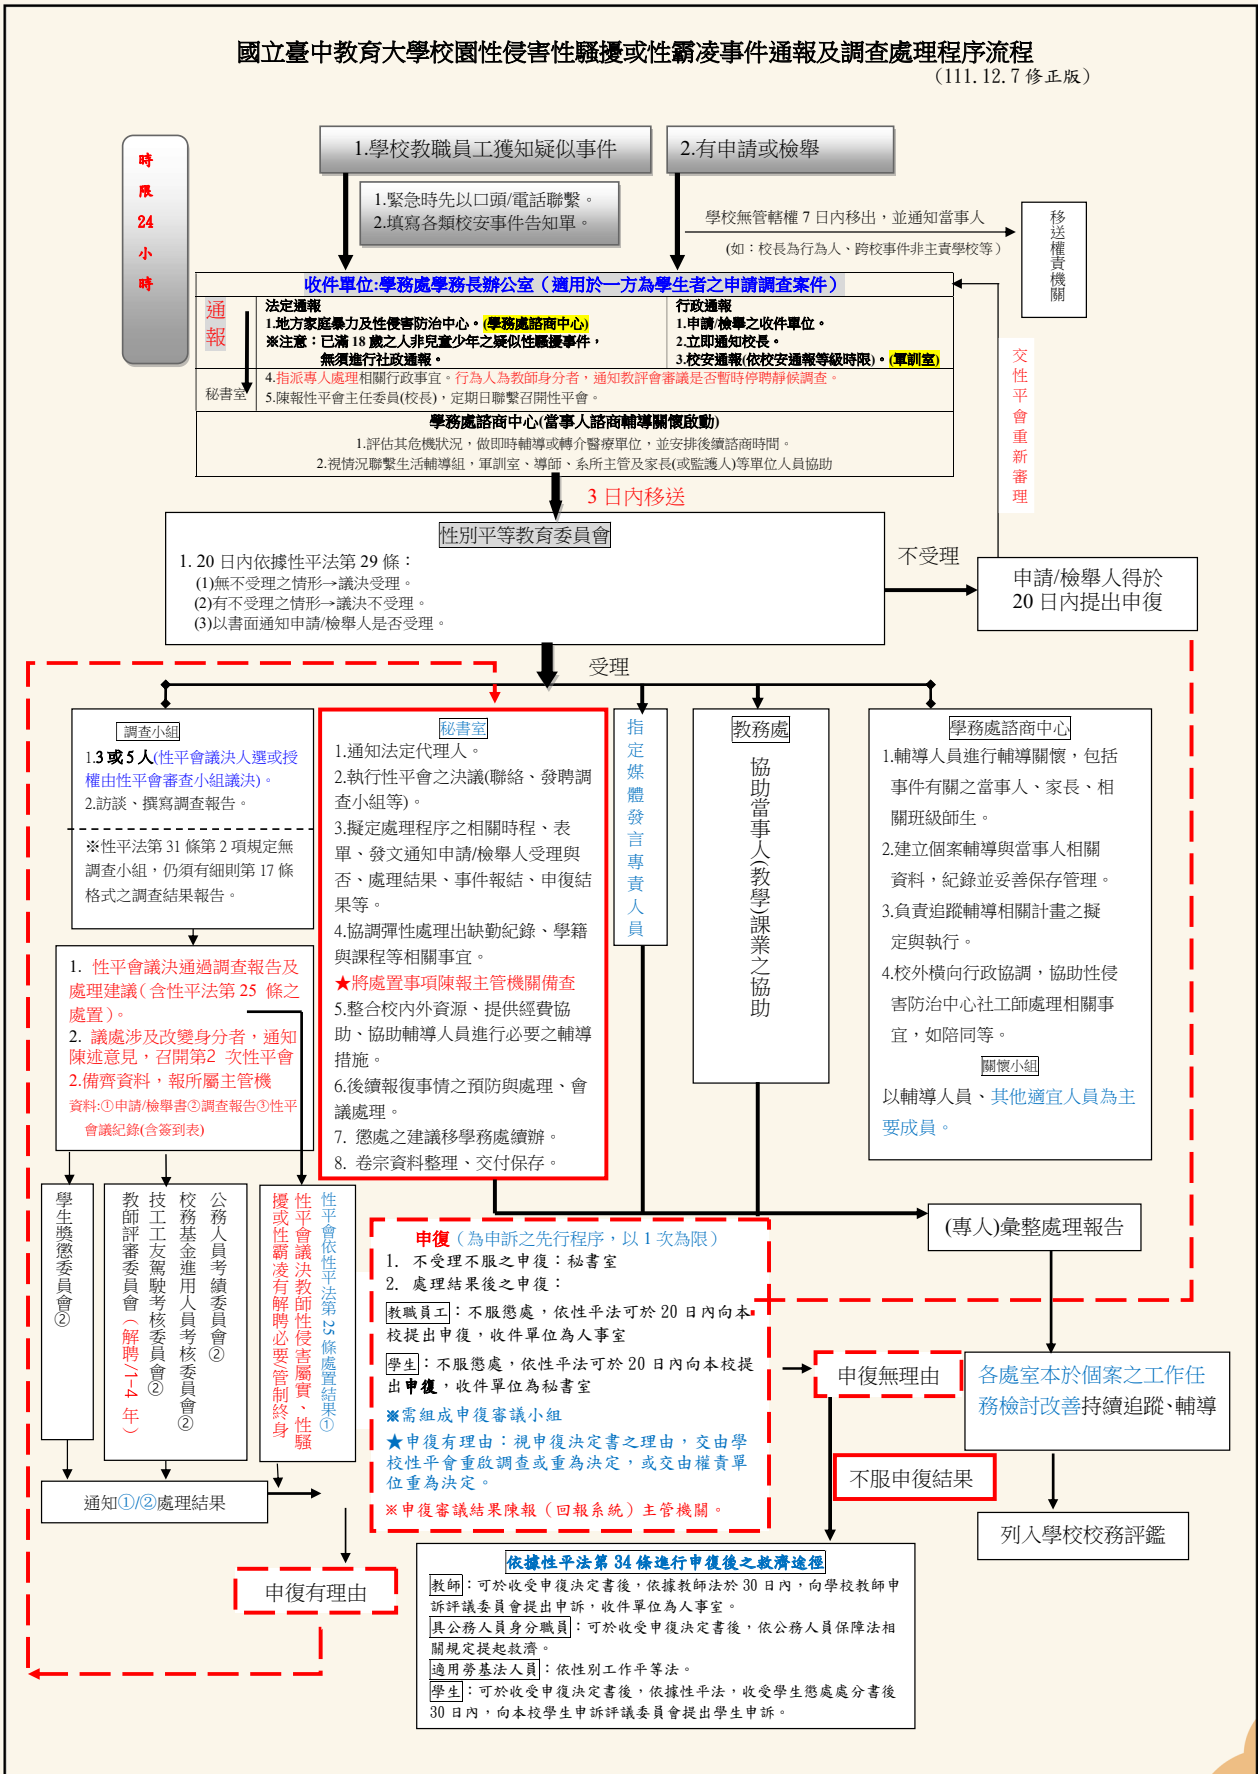 國立臺中教育大學校園性侵害性騷擾或性霸凌事件通報及調查處理程序流程
（111.12.7修正版）
時
限
24
小
時
1.學校教職員工獲知疑似事件
2.有申請或檢舉
1.緊急時先以口頭/電話聯繫。
2.填寫各類校安事件告知單。
學校無管轄權 7 日內移出，並通知當事人
(如：校長為行為人、跨校事件非主責學校等)
移送權責機關
收件單位:學務處學務長辦公室（適用於一方為學生者之申請調查案件）
通報
法定通報
1.地方家庭暴力及性侵害防治中心。(學務處諮商中心)
※注意：已滿 18 歲之人非兒童少年之疑似性騷擾事件，
無須進行社政通報。
行政通報
1.申請/檢舉之收件單位。
2.立即通知校長。
3.校安通報(依校安通報等級時限)。(軍訓室)
秘書室
4.指派專人處理相關行政事宜。行為人為教師身分者，通知教評會審議是否暫時停聘靜候調查。
5.陳報性平會主任委員(校長)，定期日聯繫召開性平會。
學務處諮商中心(當事人諮商輔導關懷啟動)
1.評估其危機狀況，做即時輔導或轉介醫療單位，並安排後續諮商時間。
2.視情況聯繫生活輔導組，軍訓室、導師、系所主管及家長(或監護人)等單位人員協助
交性平會重新審理
3 日內移送
性別平等教育委員會
1. 20 日內依據性平法第 29 條：
(1)無不受理之情形→議決受理。
(2)有不受理之情形→議決不受理。
(3)以書面通知申請/檢舉人是否受理。
不受理
申請/檢舉人得於
20 日內提出申復
受理
調查小組
1.3 或 5 人(性平會議決人選或授
權由性平會審查小組議決)。
2.訪談、撰寫調查報告。
※性平法第 31 條第 2 項規定無
調查小組，仍須有細則第 17 條
格式之調查結果報告。
秘書室
1.通知法定代理人。
2.執行性平會之決議(聯絡、發聘調
查小組等)。
3.擬定處理程序之相關時程、表
單、發文通知申請/檢舉人受理與
否、處理結果、事件報結、申復結
果等。
4.協調彈性處理出缺勤紀錄、學籍
與課程等相關事宜。
★將處置事項陳報主管機關備查
5.整合校內外資源、提供經費協
助、協助輔導人員進行必要之輔導
措施。
6.後續報復事情之預防與處理、會
議處理。
7. 懲處之建議移學務處續辦。
8. 卷宗資料整理、交付保存。
指定媒體發言專責人員
教務處
協助當事人(教學)課業之協助
學務處諮商中心
1.輔導人員進行輔導關懷，包括
事件有關之當事人、家長、相
關班級師生。
2.建立個案輔導與當事人相關
資料，紀錄並妥善保存管理。
3.負責追蹤輔導相關計畫之擬
定與執行。
4.校外橫向行政協調，協助性侵
害防治中心社工師處理相關事
宜，如陪同等。
關懷小組
以輔導人員、其他適宜人員為主
要成員。
1. 性平會議決通過調查報告及
處理建議(含性平法第 25 條之
處置)。
2. 議處涉及改變身分者，通知
陳述意見，召開第2 次性平會
2.備齊資料，報所屬主管機
資料:①申請/檢舉書②調查報告③性平
會議紀錄(含簽到表)
學生獎懲委員會②
公務人員考績委員會②
校務基金進用人員考核委員會②
技工工友駕駛考核委員會②
教師評審委員會（解聘/1-4 年）
性平會依性平法第 25 條處置結果①
性平會議決教師性侵害屬實、性騷
擾或性霸凌有解聘必要/管制終身
通知①/②處理結果
申復有理由
申復（為申訴之先行程序，以 1 次為限）
1. 不受理不服之申復：秘書室
2. 處理結果後之申復：
教職員工：不服懲處，依性平法可於 20 日內向本
校提出申復，收件單位為人事室
學生：不服懲處，依性平法可於 20 日內向本校提
出申復，收件單位為秘書室
※需組成申復審議小組
★申復有理由：視申復決定書之理由，交由學
校性平會重啟調查或重為決定，或交由權責單
位重為決定。
※申復審議結果陳報（回報系統）主管機關。
申復無理由
不服申復結果
(專人)彙整處理報告
各處室本於個案之工作任
務檢討改善持續追蹤、輔導
列入學校校務評鑑
依據性平法第 34 條進行申復後之救濟途徑
教師：可於收受申復決定書後，依據教師法於 30 日內，向學校教師申
訴評議委員會提出申訴，收件單位為人事室。
具公務人員身分職員：可於收受申復決定書後，依公務人員保障法相
關規定提起救濟。
適用勞基法人員：依性別工作平等法。
學生：可於收受申復決定書後，依據性平法，收受學生懲處處分書後
30 日內，向本校學生申訴評議委員會提出學生申訴。